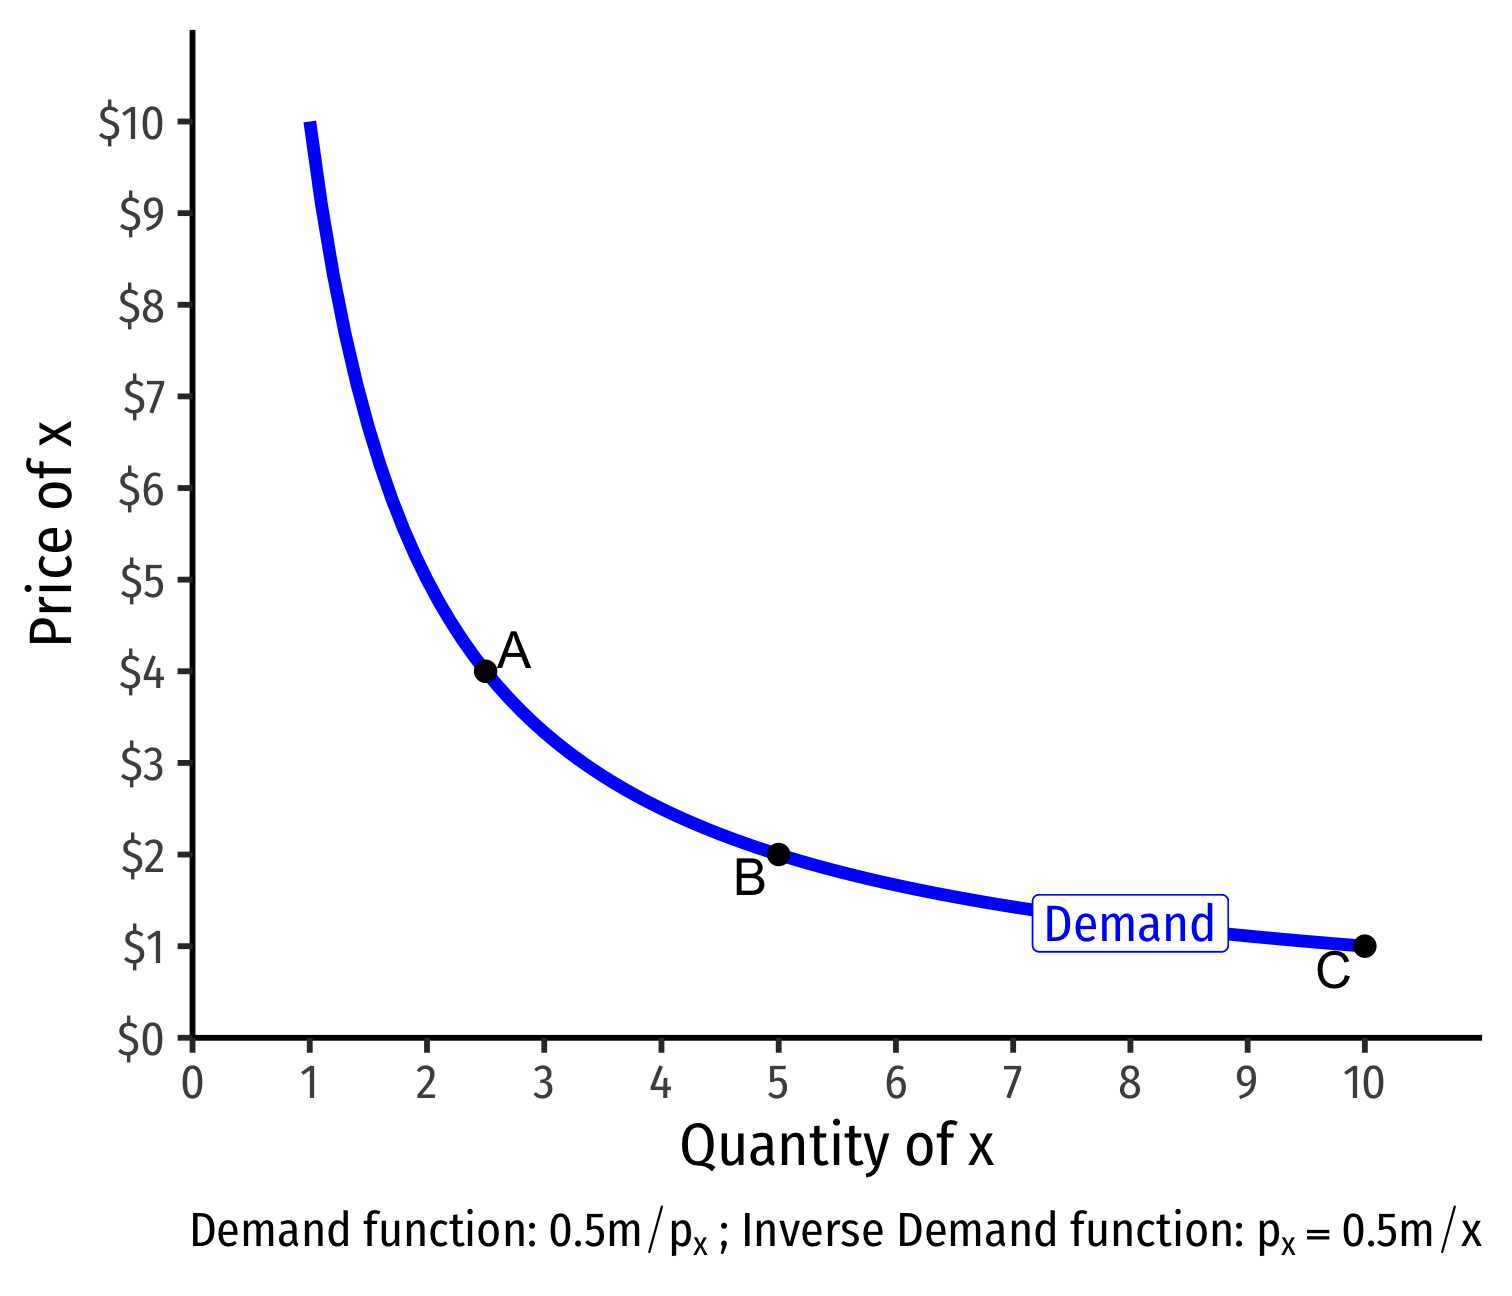 $10
$9
$8
$7
$6
$5
$4
$3
$2
$1
$0
Price of x
A
B
Demand
C
0 1 2 3 4 5 6 7 8 9 10
Quantity of x
Demand function: 0.5m/pₓ ; Inverse Demand function: pₓ = 0.5m/x